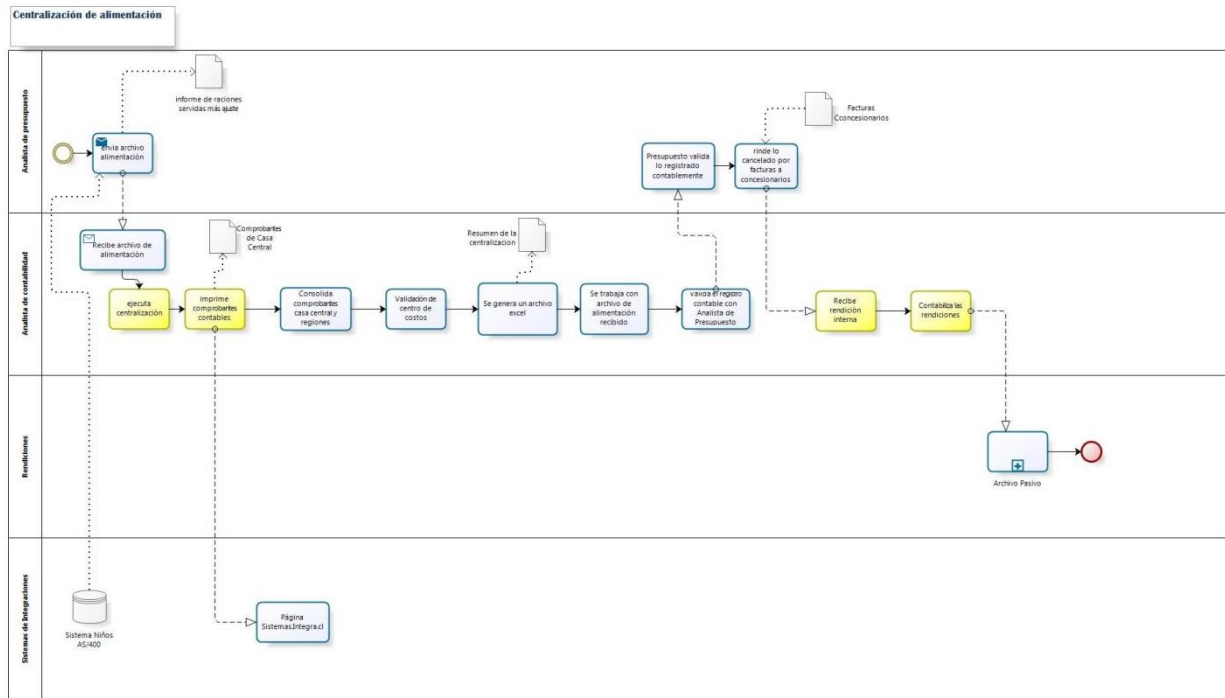 Centralización de alimentación
Analista de presupuesto
informe de raciones
servidas más ajuste
envia archivo
alimentación
Presupuesto valida
lo registrado
contablemente
rinde lo
cancelado por
facturas a
concesionarios
Facturas
Cconcesionarios
Analista de contabilidad
Recibe archivo de
alimentación
ejecuta
centralización
imprime
comprobantes
contables
Comprobantes
de Casa
Central
Consolida
comprobantes
casa central y
regiones
Validación de
centro de
costos
Resumen de la
centralizacion
Se genera un archivo
excel
Se trabaja con
archivo de
alimentación
recibido
valida el registro
contable con
Analista de
Presupuesto
Recibe
rendición
interna
Contabiliza las
rendiciones
Rendiciones
Archivo Pasivo
Sistemas de Integraciones
Sistema Niños
AS/400
Página
Sistemas.Integra.cl